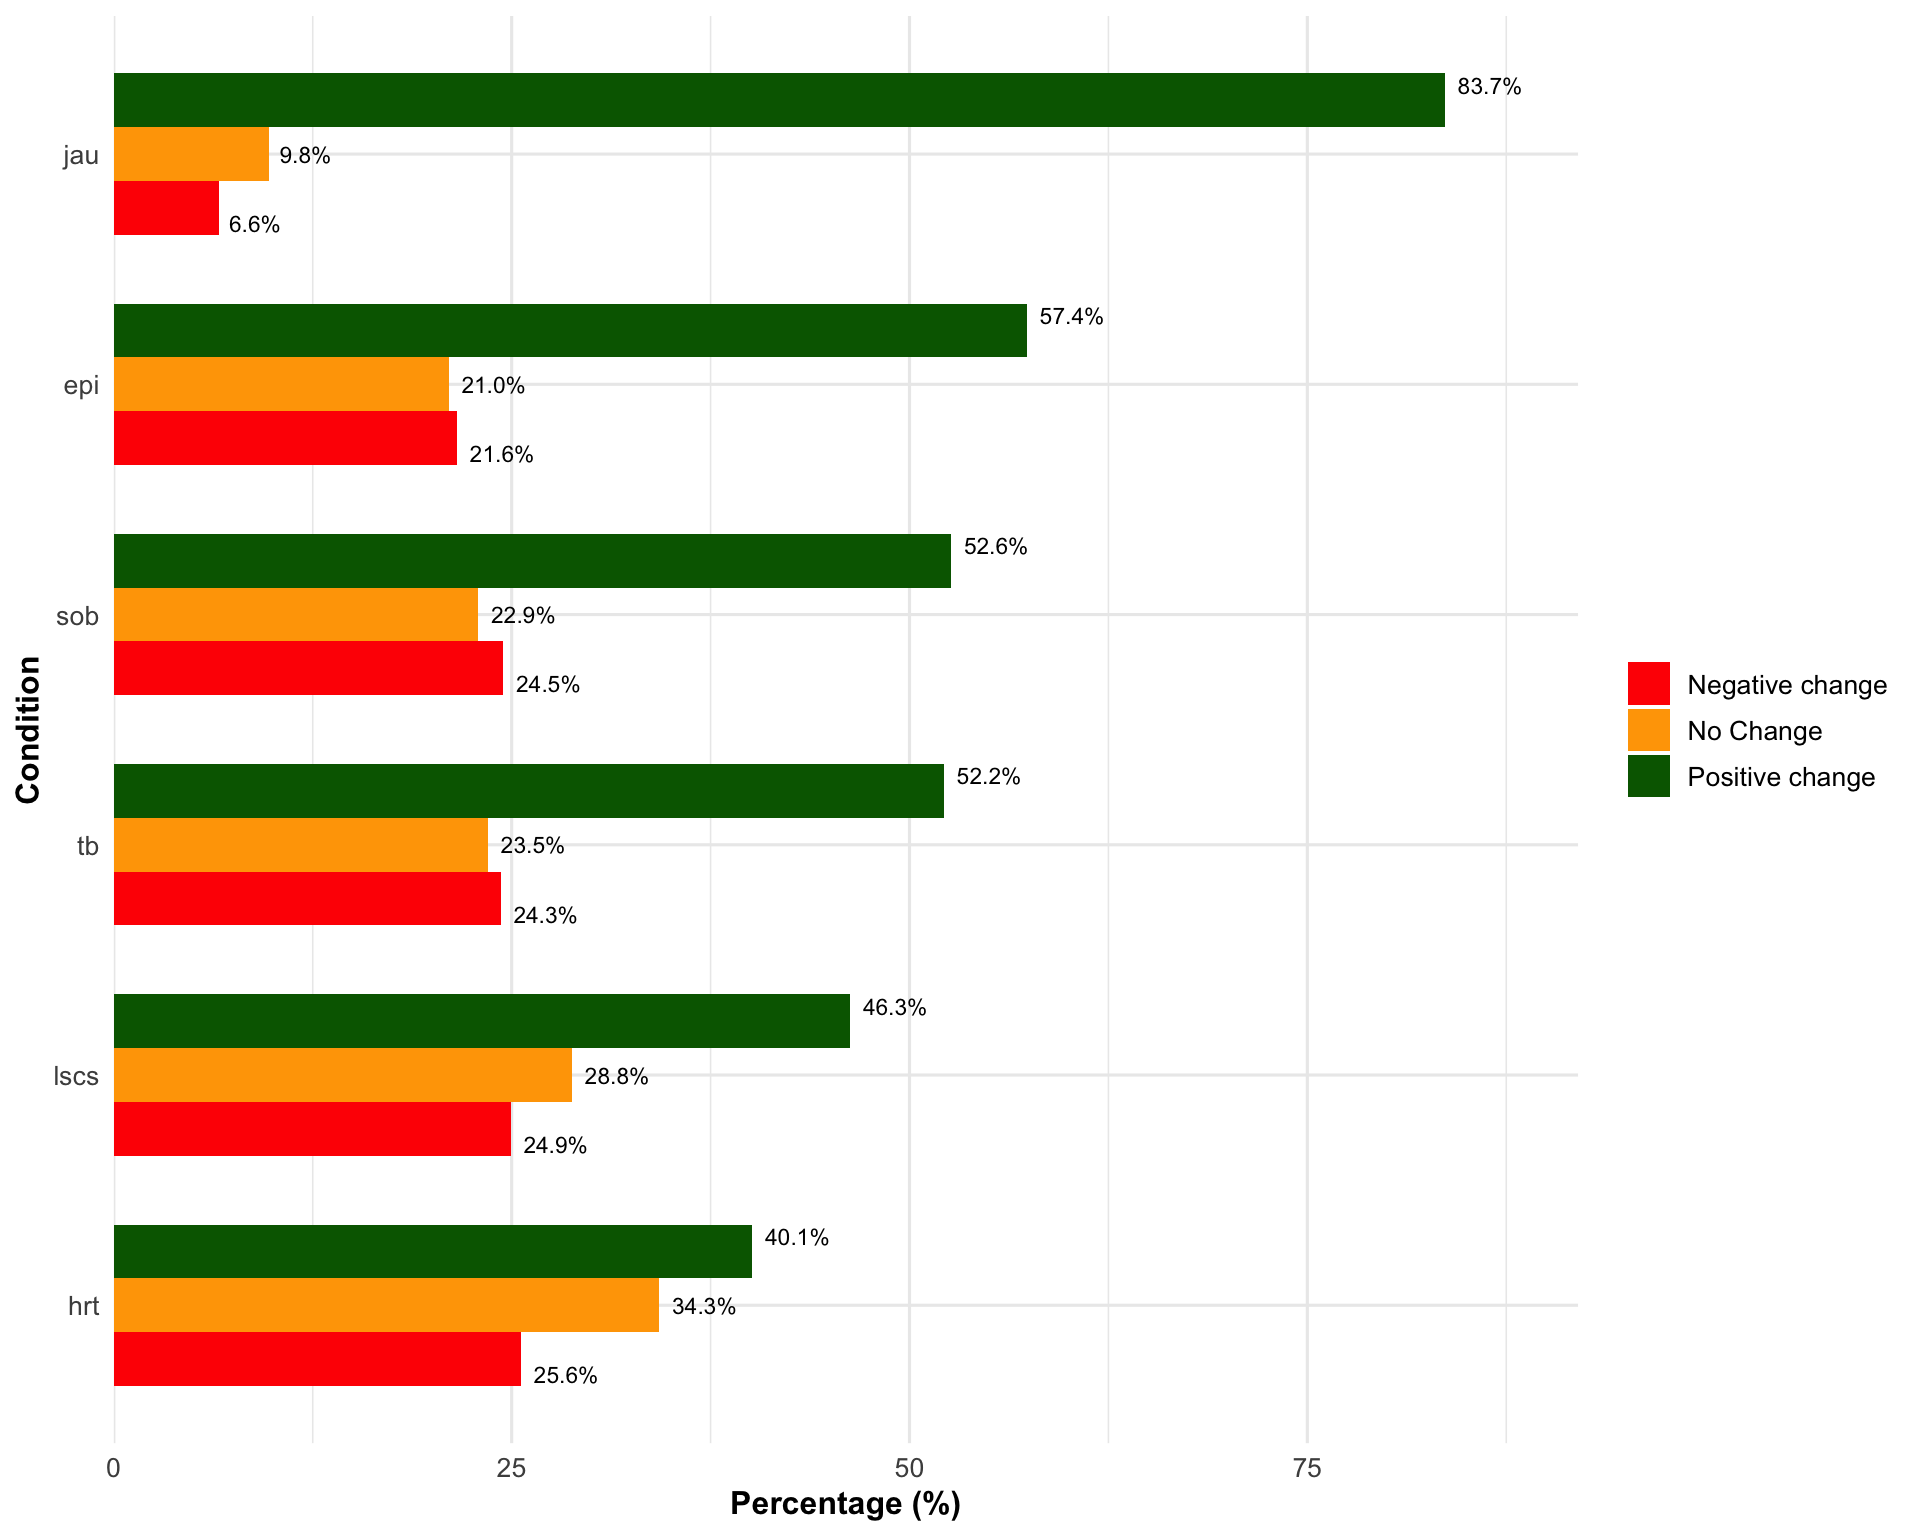 83.7%
jau
9.8%
6.6%
57.4%
epi
21.0%
21.6%
52.6%
sob
22.9%
24.5%
52.2%
tb
23.5%
24.3%
46.3%
lscs
28.8%
24.9%
40.1%
hrt
34.3%
25.6%
0
25
50
75
Percentage (%)
Condition
Negative change
No Change
Positive change